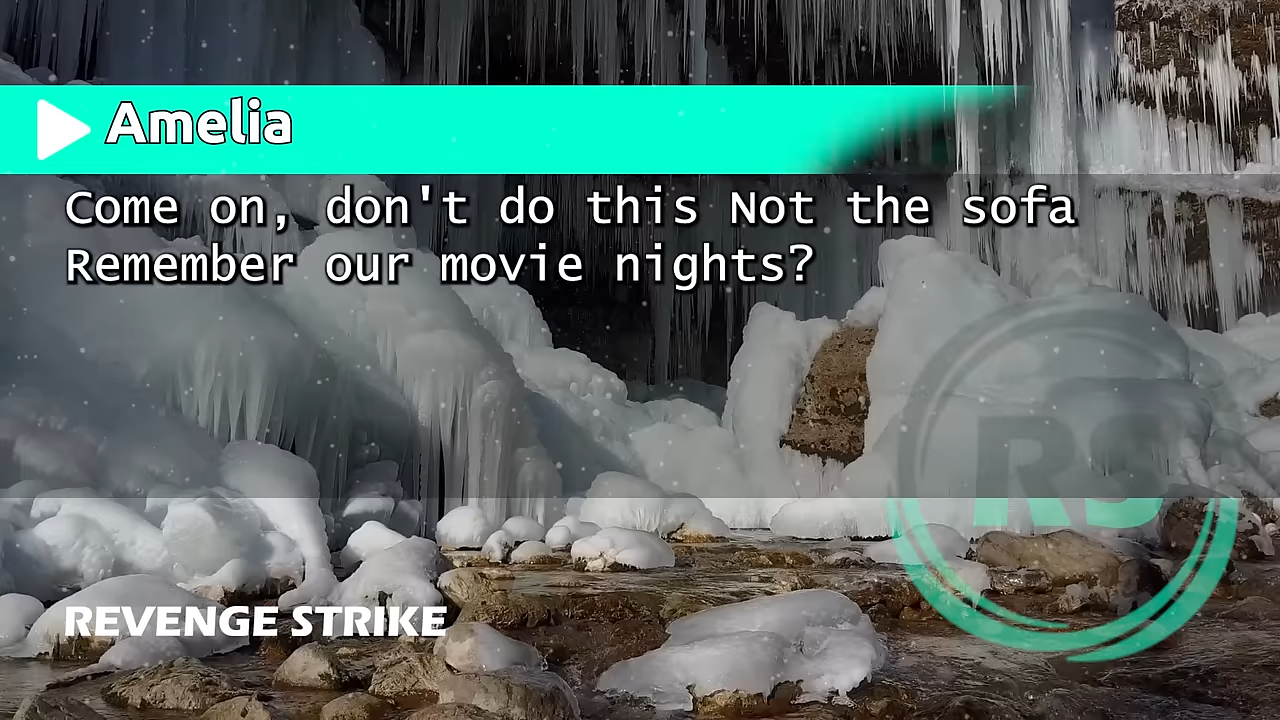 Amelia
Come on, don't do this Not the sofa
Remember our movie nights?
RS
REVENGE STRIKE